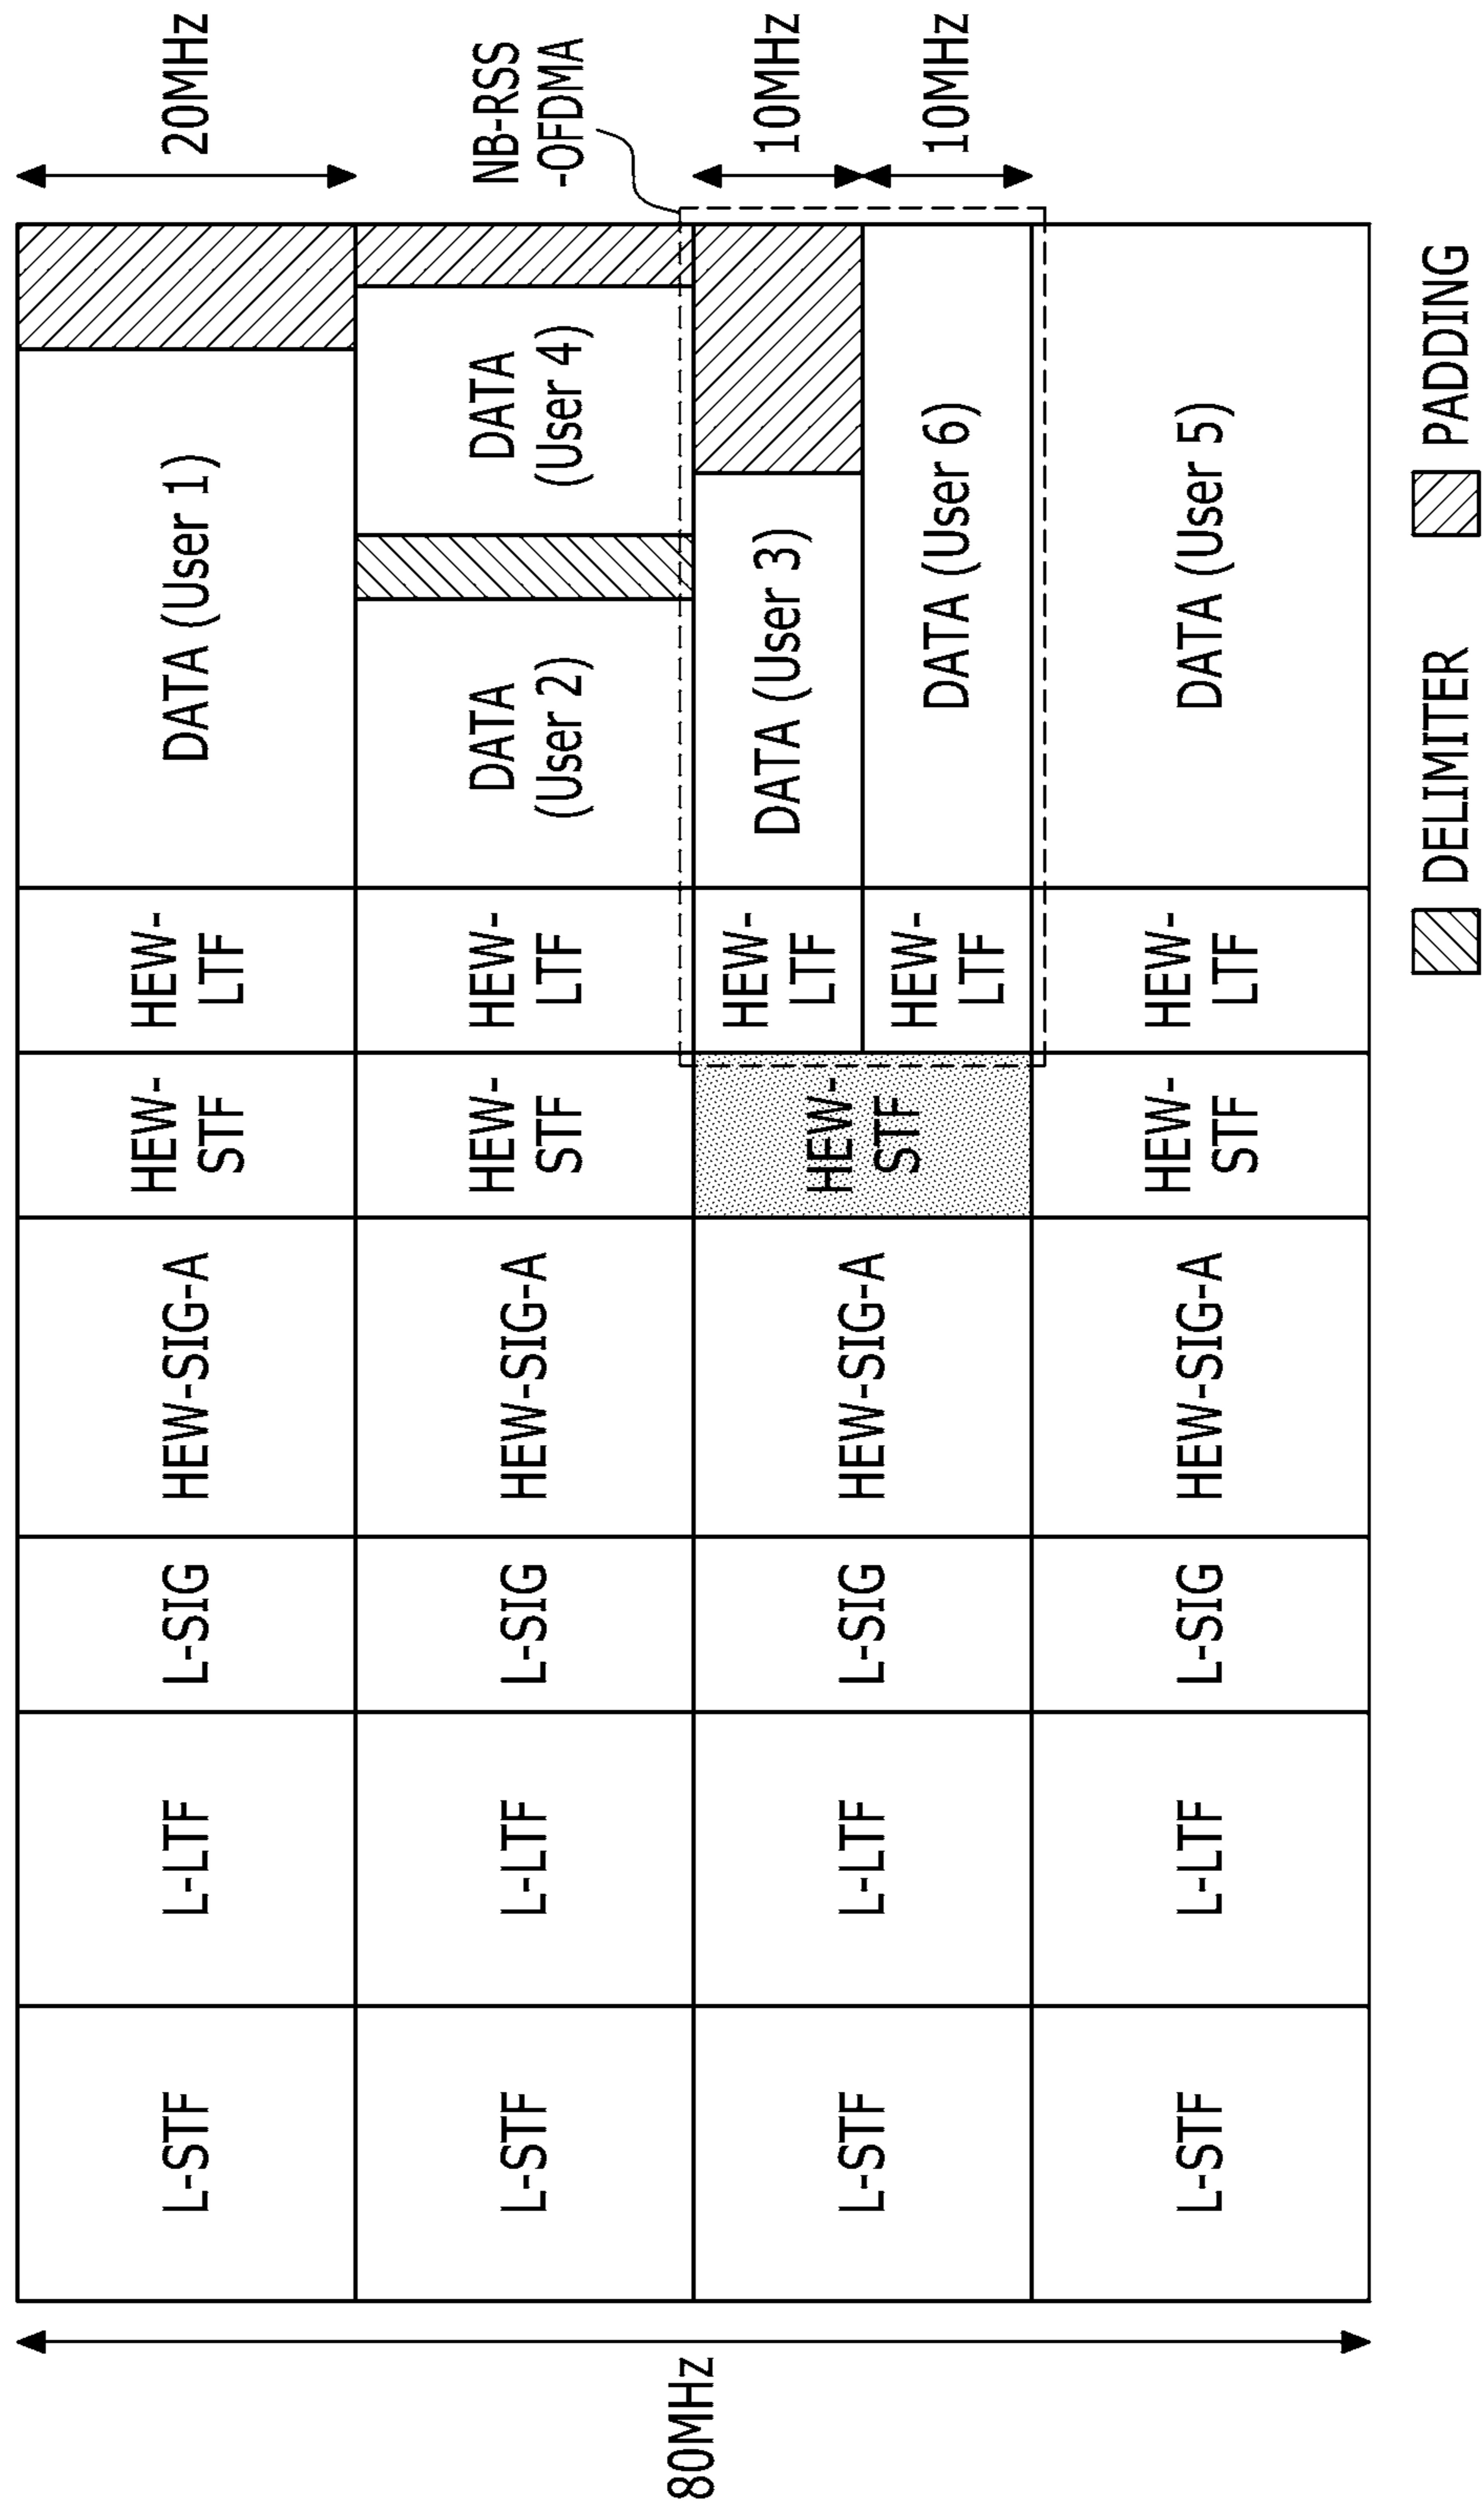 80MHz
L-STF
L-LTF
L-SIG
HEW-SIG-A
HEW-
STF
HEW-
LTF
DATA (User 1)
20MHz
L-STF
L-LTF
L-SIG
HEW-SIG-A
HEW-
STF
HEW-
LTF
DATA
(User 2)
DATA
(User 4)
NB-RSS
-OFDMA
L-STF
L-LTF
L-SIG
HEW-SIG-A
HEW-
STF
HEW-
LTF
DATA (User 3)
10MHz
HEW-
LTF
DATA (User 6)
10MHz
L-STF
L-LTF
L-SIG
HEW-SIG-A
HEW-
STF
HEW-
LTF
DATA (User 5)
DELIMITER
PADDING